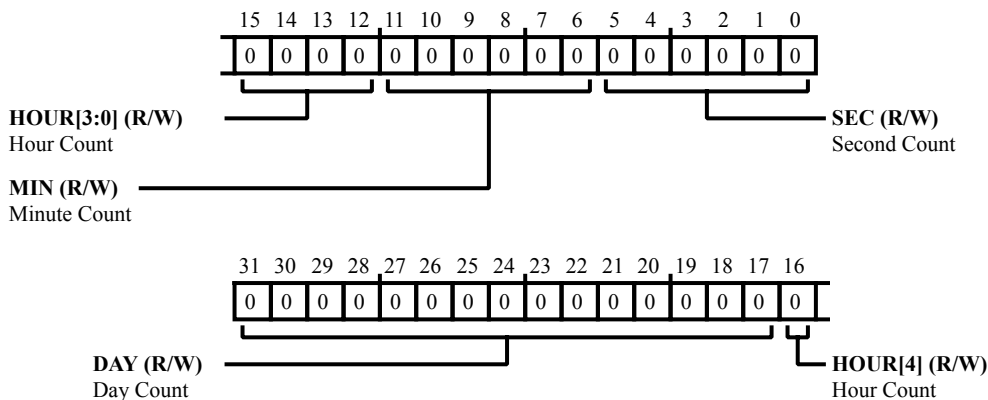 15 14 13 12 11 10 9 8 7 6 5 4 3 2 1 0
0 0 0 0 0 0 0 0 0 0 0 0 0 0 0 0
HOUR[3:0] (R/W)
Hour Count
SEC (R/W)
Second Count
MIN (R/W)
Minute Count
31 30 29 28 27 26 25 24 23 22 21 20 19 18 17 16
0 0 0 0 0 0 0 0 0 0 0 0 0 0 0 0
DAY (R/W)
Day Count
HOUR[4] (R/W)
Hour Count